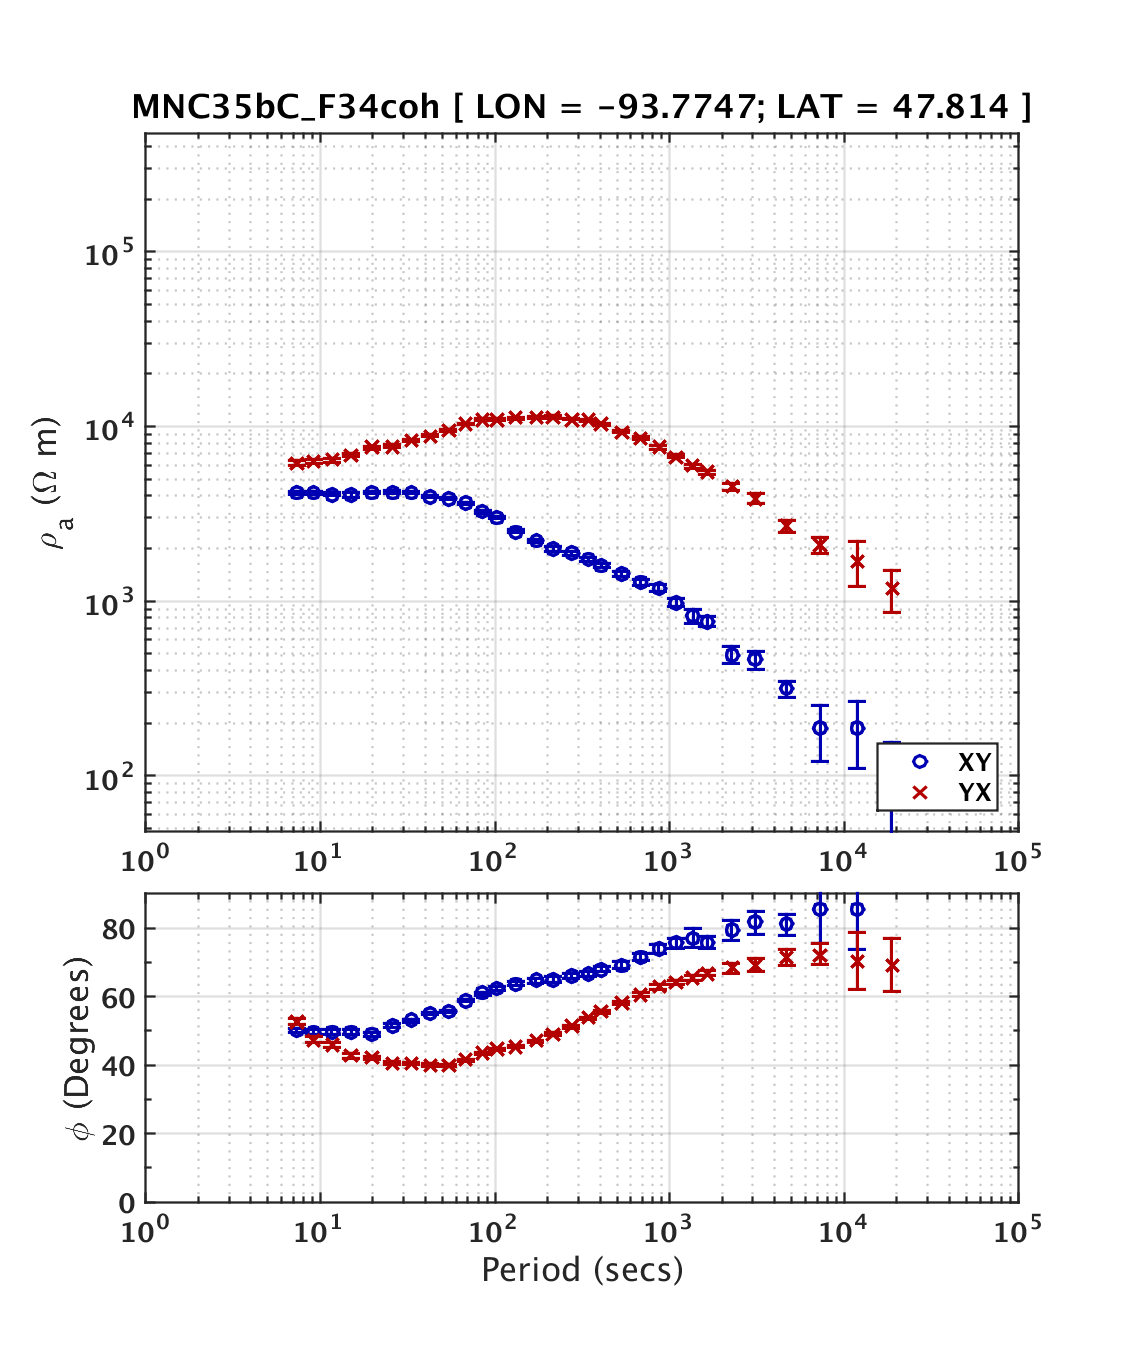 MNC35bC_F34coh [ LON = -93.7747; LAT = 47.814 ]
10^5
10^4
10^3
10^2
ρ_a (Ω m)
XY
YX
10^0 10^1 10^2 10^3 10^4 10^5
80
60
40
20
0
ϕ (Degrees)
10^0 10^1 10^2 10^3 10^4 10^5
Period (secs)